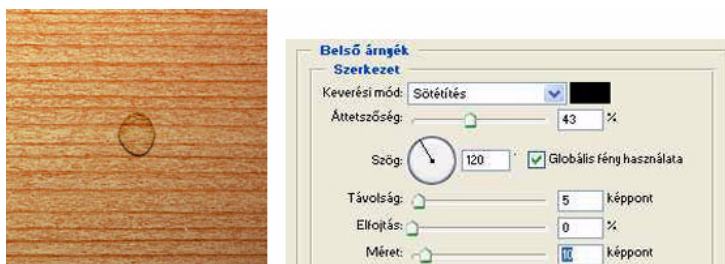 Belső árnyék
Szerkezet
Keverési mód: Sötétítés
Áttetszőség: 43 %
Szög: 120 ° Globális fény használata
Távolság: 5 képpont
Elfojtás: 0 %
Méret: 10 képpont